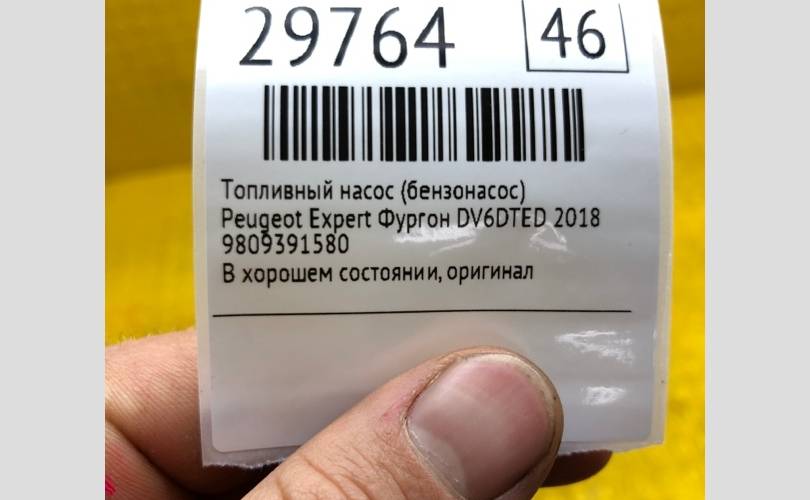 29764 46
Топливный насос (бензонасос)
Peugeot Expert Фургон DV6DTED 2018
9809391580
В хорошем состоянии, оригинал